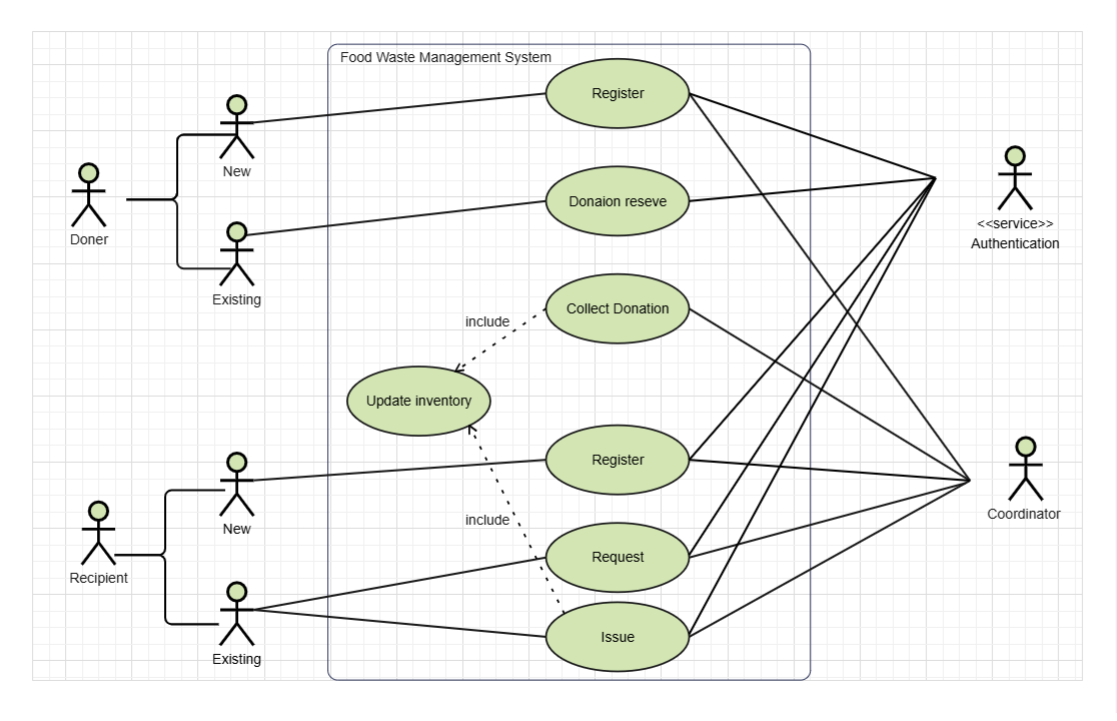 Food Waste Management System
Register
New
Doner
Donaion reseve
<<service>>
Authentication
Existing
Collect Donation
include
Update inventory
Register
New
Coordinator
include
Request
Recipient
Issue
Existing